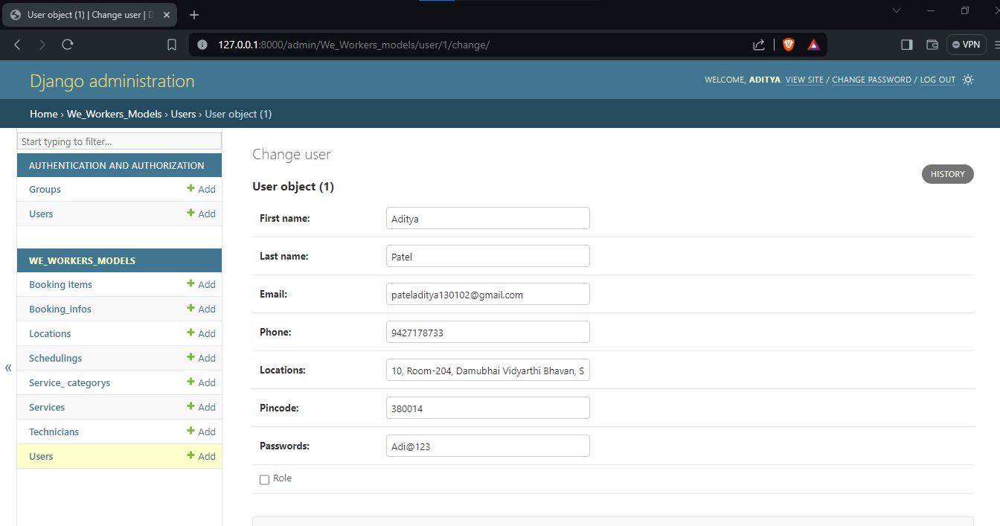 User object (1) | Change user | D
127.0.0.1:8000/admin/We_Workers_models/user/1/change/
VPN
Django administration
WELCOME, ADITYA. VIEW SITE / CHANGE PASSWORD / LOG OUT
Home › We_Workers_Models › Users › User object (1)
Start typing to filter...
AUTHENTICATION AND AUTHORIZATION
Groups + Add
Users + Add
WE_WORKERS_MODELS
Booking items + Add
Booking_infos + Add
Locations + Add
Schedulings + Add
Service_ categorys + Add
Services + Add
Technicians + Add
Users + Add
«
Change user
HISTORY
User object (1)
First name: Aditya
Last name: Patel
Email: pateladitya130102@gmail.com
Phone: 9427178733
Locations: 10, Room-204, Damubhai Vidyarthi Bhavan, S
Pincode: 380014
Passwords: Adi@123
Role